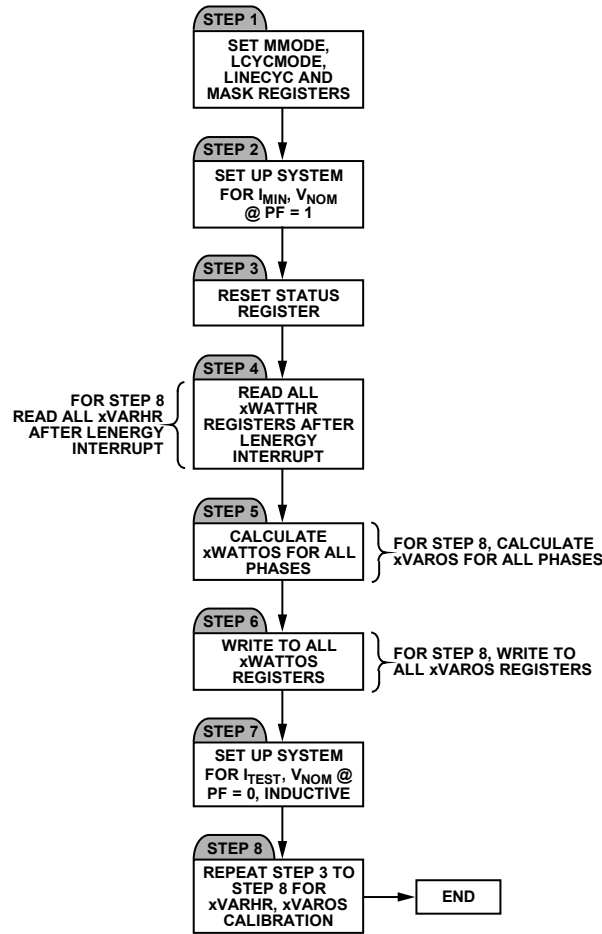 STEP 1
SET MMODE,
LCYCMODE,
LINECYC AND
MASK REGISTERS
STEP 2
SET UP SYSTEM
FOR IMIN, VNOM
@ PF = 1
STEP 3
RESET STATUS
REGISTER
STEP 4
READ ALL
xWATTHR
REGISTERS AFTER
LENERGY
INTERRUPT
FOR STEP 8
READ ALL xVARHR
AFTER LENERGY
INTERRUPT
STEP 5
CALCULATE
xWATTOS FOR ALL
PHASES
FOR STEP 8, CALCULATE
xVAROS FOR ALL PHASES
STEP 6
WRITE TO ALL
xWATTOS
REGISTERS
FOR STEP 8, WRITE TO
ALL xVAROS REGISTERS
STEP 7
SET UP SYSTEM
FOR ITEST, VNOM @
PF = 0, INDUCTIVE
STEP 8
REPEAT STEP 3 TO
STEP 8 FOR
xVARHR, xVAROS
CALIBRATION
END